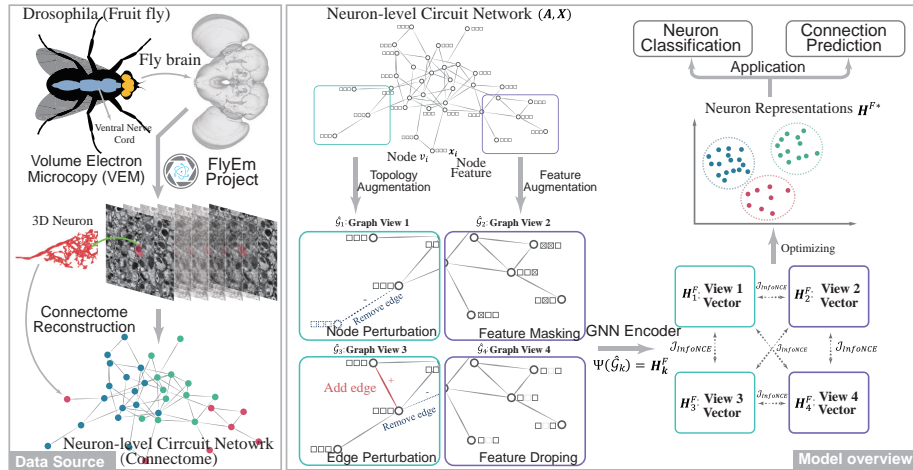 Drosophila (Fruit fly)
Fly brain
Ventral Nerve
Cord
Volume Electron
Microcopy (VEM)
FlyEm
Project
3D Neuron
Connectome
Reconstruction
Neuron-level Cirrcuit Netowrk
(Connectome)
Data Source
Neuron-level Circuit Network (A, X)
Node v_i
x_i
Node
Feature
Topology
Augmentation
Feature
Augmentation
Ĝ₁: Graph View 1
Ĝ₂: Graph View 2
-
Remove edge
Node Perturbation
Feature Masking
Ĝ₃: Graph View 3
Ĝ₄: Graph View 4
Add edge
+
-
Remove edge
Edge Perturbation
Feature Droping
GNN Encoder
Ψ(Ĝ_k) = H_k^F
Neuron
Classification
Connection
Prediction
Application
Neuron Representations H^{F*}
Optimizing
H_1^F: View 1
Vector
𝒥_InfoNCE
H_2^F: View 2
Vector
𝒥_InfoNCE
𝒥_InfoNCE
𝒥_InfoNCE
H_3^F: View 3
Vector
𝒥_InfoNCE
H_4^F: View 4
Vector
Model overview